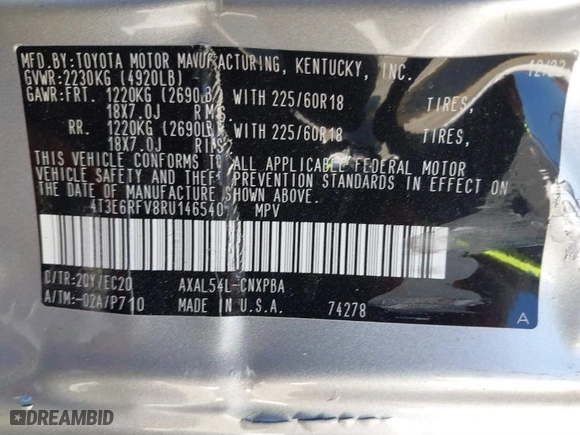 MFD.BY: TOYOTA MOTOR MANUFACTURING, KENTUCKY, INC.
GVWR: 2230KG (4920LB)
GAWR: FRT. 1220KG (2690LB) WITH 225/60R18 TIRES,
18X7.0J RIMS
RR. 1220KG (2690LB) WITH 225/60R18 TIRES,
18X7.0J RIMS
THIS VEHICLE CONFORMS TO ALL APPLICABLE FEDERAL MOTOR
VEHICLE SAFETY AND THEFT PREVENTION STANDARDS IN EFFECT ON
THE DATE OF MANUFACTURE SHOWN ABOVE.
4T3E6RFV8RU146540 MPV
C/TR: 20Y/EC20 AXAL54L-CNXPBA
A/TM: -02A/P710 MADE IN U.S.A. 74278
A
DREAMBID